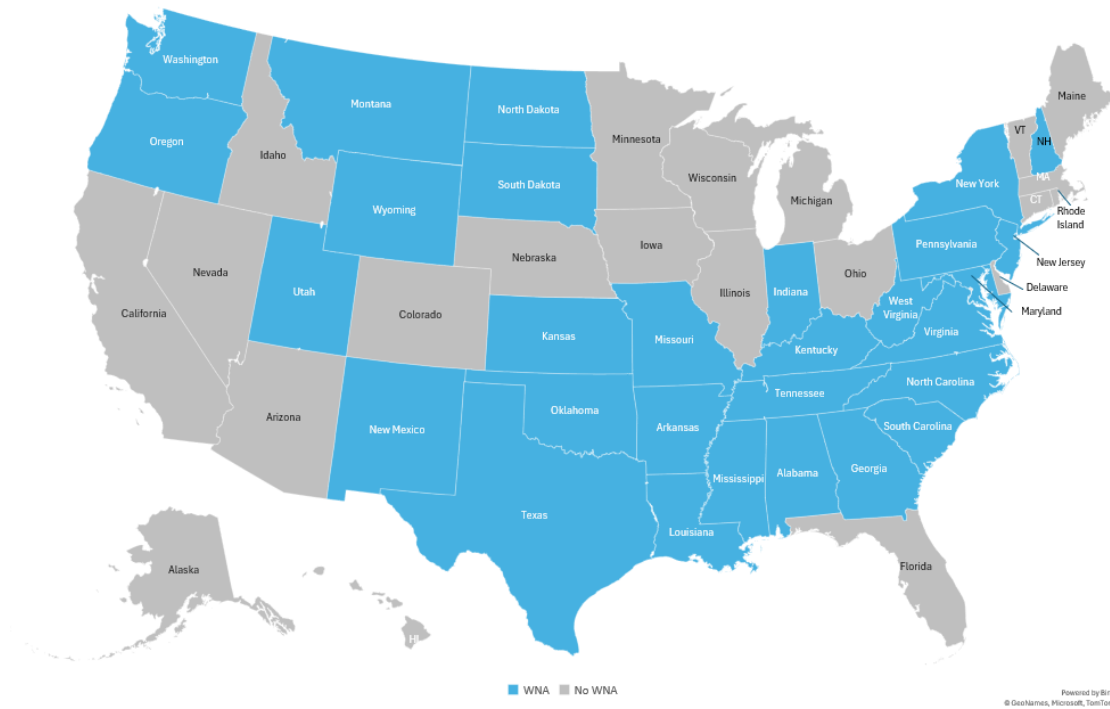 Washington
Montana
North Dakota
Minnesota
Maine
VT
NH
Oregon
Idaho
South Dakota
Wisconsin
Michigan
New York
MA
CT
Rhode
Island
Wyoming
Nebraska
Iowa
Pennsylvania
New Jersey
Nevada
Utah
Colorado
Illinois
Indiana
Ohio
Delaware
Maryland
California
Kansas
Missouri
West
Virginia
Virginia
Kentucky
Arizona
New Mexico
Oklahoma
Arkansas
Tennessee
North Carolina
South Carolina
Texas
Louisiana
Mississippi
Alabama
Georgia
Florida
Alaska
HI
WNA
No WNA
Powered by Bin
© GeoNames, Microsoft, TomTom